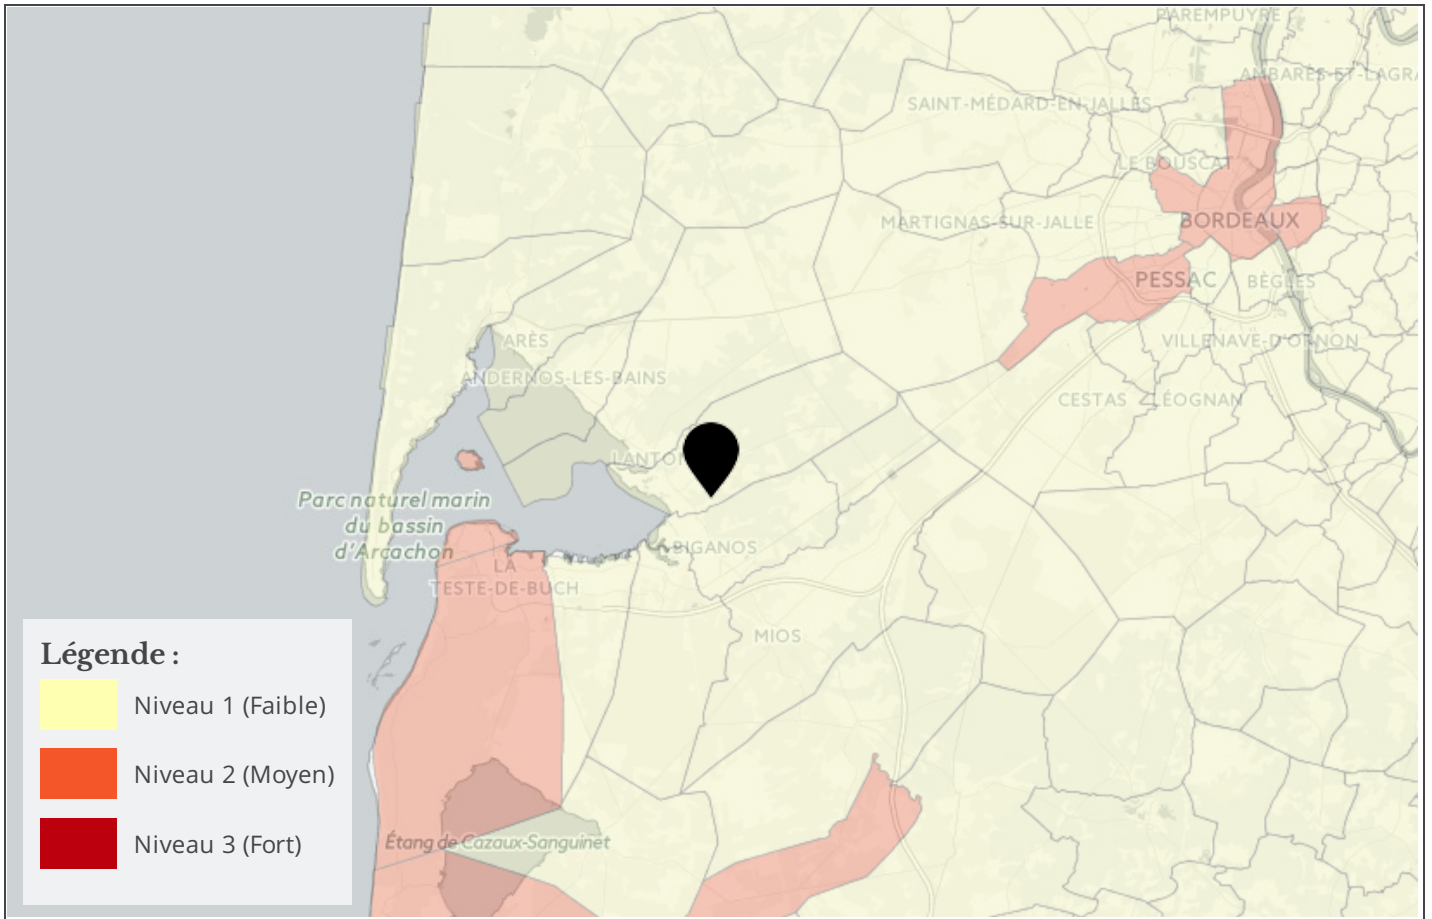 PAREMPUYRE
AMBARÈS-ET-LAGRA
SAINT-MÉDARD-EN-JALLES
LE BOUSCAT
MARTIGNAS-SUR-JALLE
BORDEAUX
PESSAC
BÈGLES
ARÈS
VILLENAVE-D'ORNON
ANDERNOS-LES-BAINS
CESTAS
LÉOGNAN
LANTON
Parc naturel marin
du bassin
d'Arcachon
BIGANOS
LA
TESTE-DE-BUCH
MIOS
Légende :
Niveau 1 (Faible)
Niveau 2 (Moyen)
Niveau 3 (Fort)
Étang de Cazaux-Sanguinet